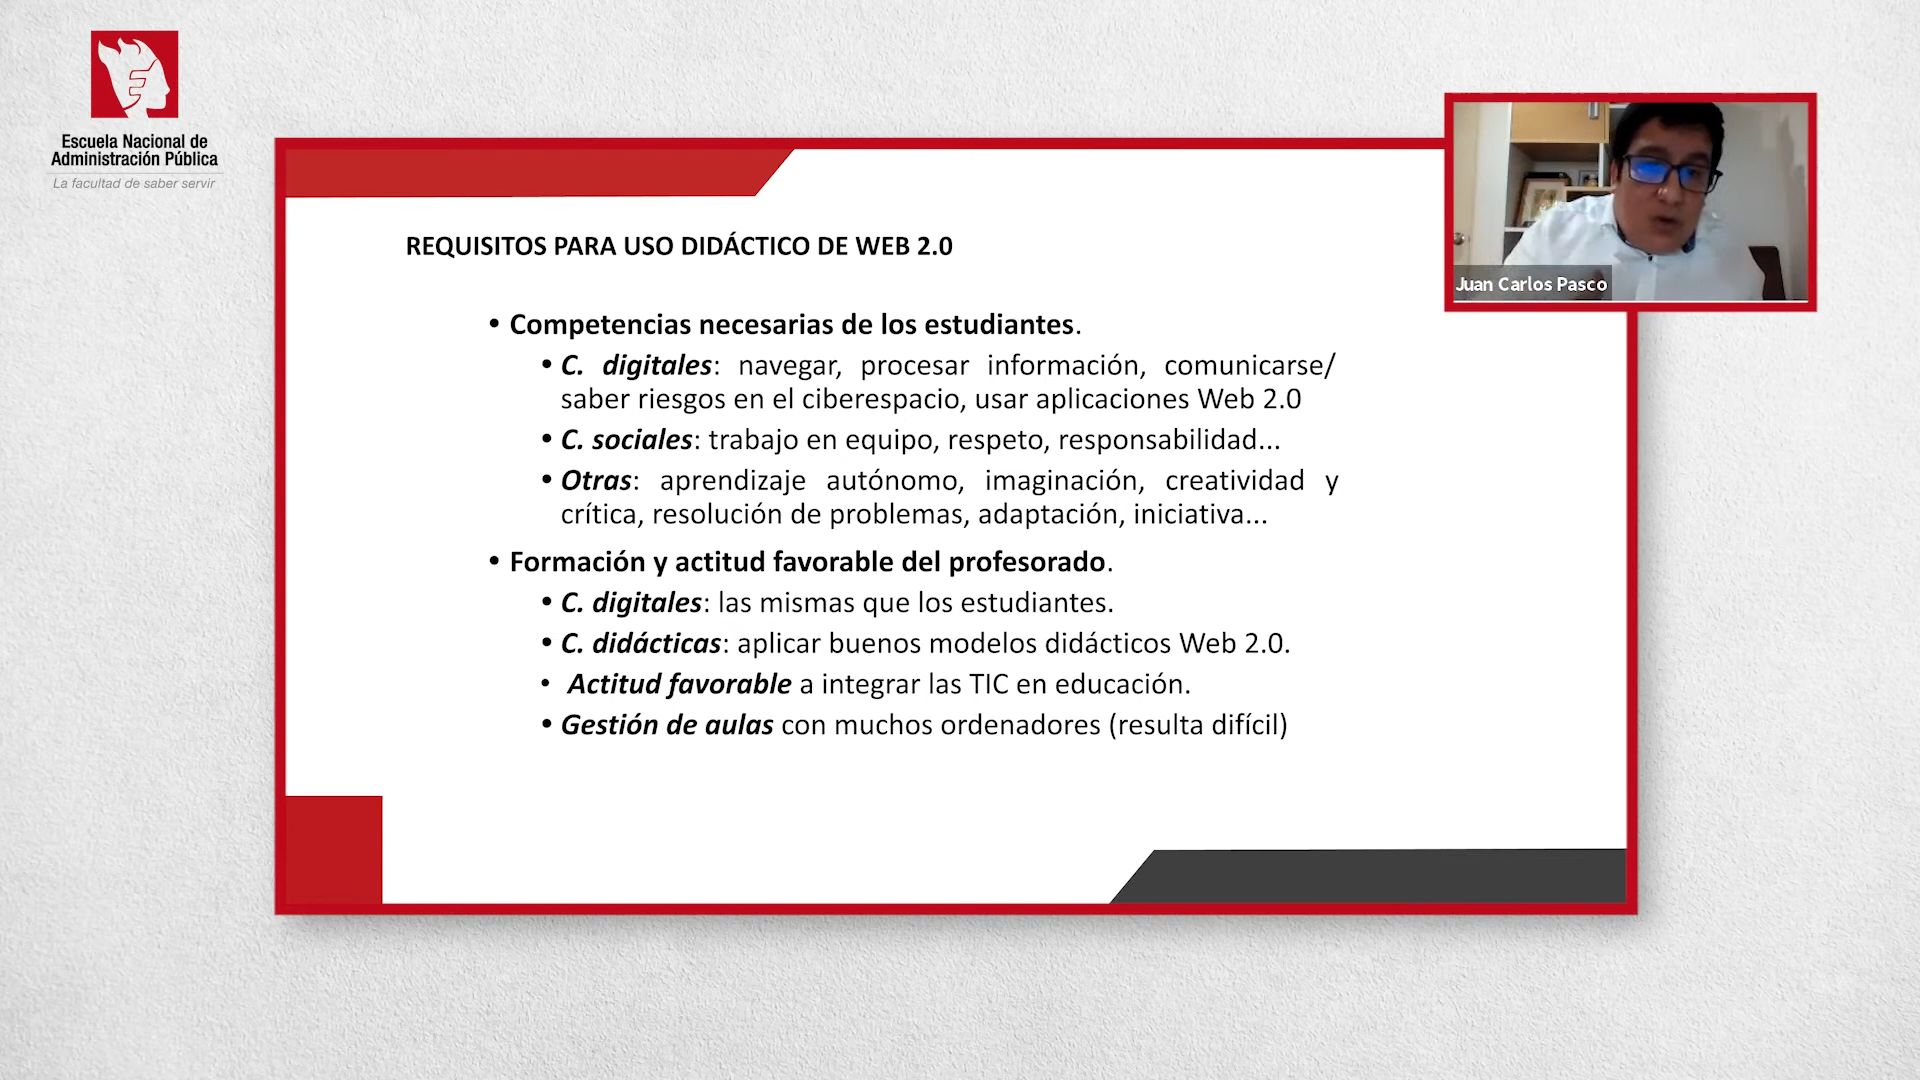 Escuela Nacional de
Administración Pública
La facultad de saber servir
Juan Carlos Pasco
REQUISITOS PARA USO DIDÁCTICO DE WEB 2.0
• Competencias necesarias de los estudiantes.
• C. digitales: navegar, procesar información, comunicarse/
saber riesgos en el ciberespacio, usar aplicaciones Web 2.0
• C. sociales: trabajo en equipo, respeto, responsabilidad...
• Otras: aprendizaje autónomo, imaginación, creatividad y
crítica, resolución de problemas, adaptación, iniciativa...
• Formación y actitud favorable del profesorado.
• C. digitales: las mismas que los estudiantes.
• C. didácticas: aplicar buenos modelos didácticos Web 2.0.
• Actitud favorable a integrar las TIC en educación.
• Gestión de aulas con muchos ordenadores (resulta difícil)